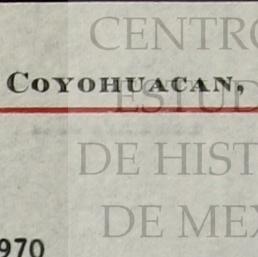 CENTRO
COYOHUACAN,
ESTUD
DE HIST
DE MEX
970